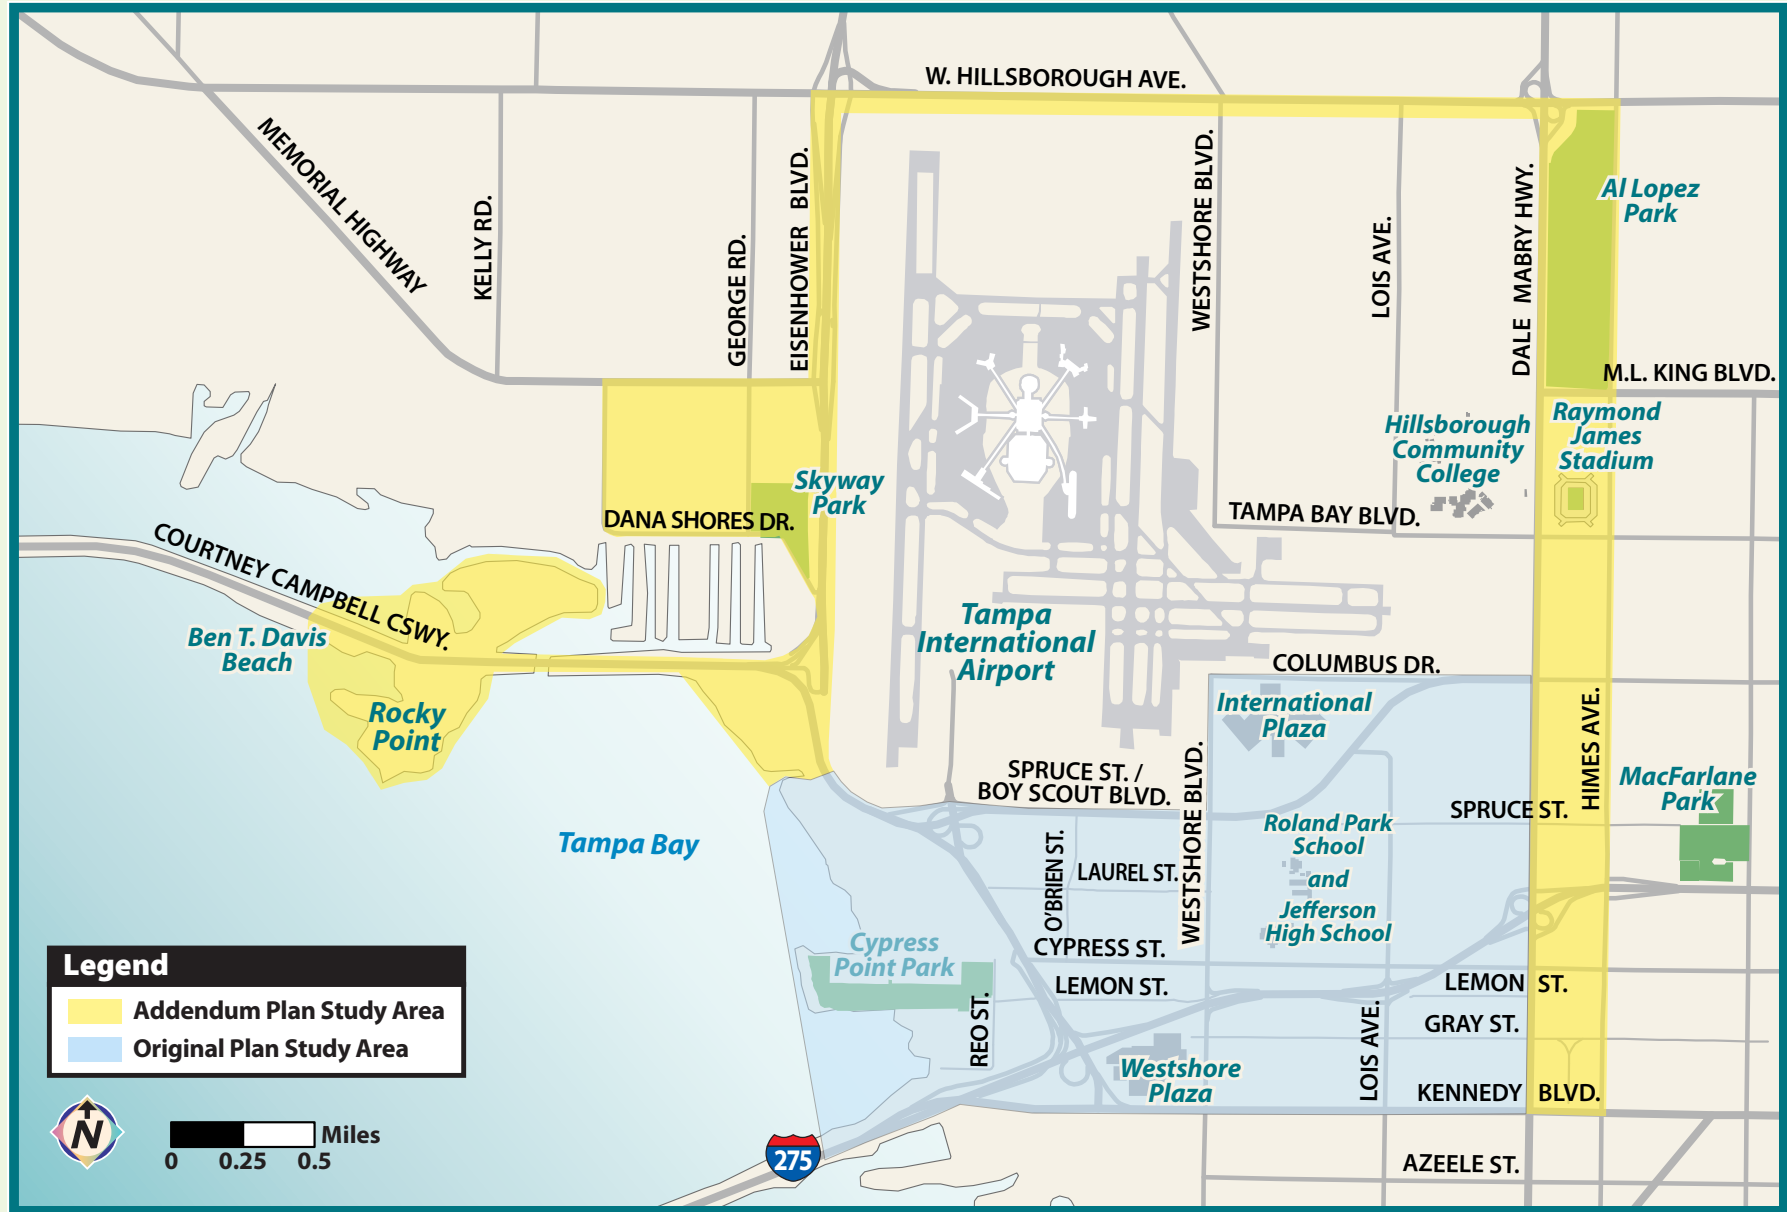 W. HILLSBOROUGH AVE.
MEMORIAL HIGHWAY
KELLY RD.
GEORGE RD.
EISENHOWER BLVD.
WESTSHORE BLVD.
LOIS AVE.
DALE MABRY HWY.
Al Lopez
Park
M.L. KING BLVD.
Raymond
James
Stadium
Hillsborough
Community
College
Skyway
Park
DANA SHORES DR.
TAMPA BAY BLVD.
COURTNEY CAMPBELL CSWY.
Ben T. Davis
Beach
Rocky
Point
Tampa
International
Airport
COLUMBUS DR.
International
Plaza
HIMES AVE.
WESTSHORE BLVD.
SPRUCE ST. /
BOY SCOUT BLVD.
SPRUCE ST.
MacFarlane
Park
Tampa Bay
O'BRIEN ST.
LAUREL ST.
Roland Park
School
and
Jefferson
High School
Cypress
Point Park
CYPRESS ST.
LEMON ST.
LEMON ST.
REO ST.
GRAY ST.
LOIS AVE.
Westshore
Plaza
KENNEDY BLVD.
AZEELE ST.
275
Legend
Addendum Plan Study Area
Original Plan Study Area
N
Miles
0 0.25 0.5